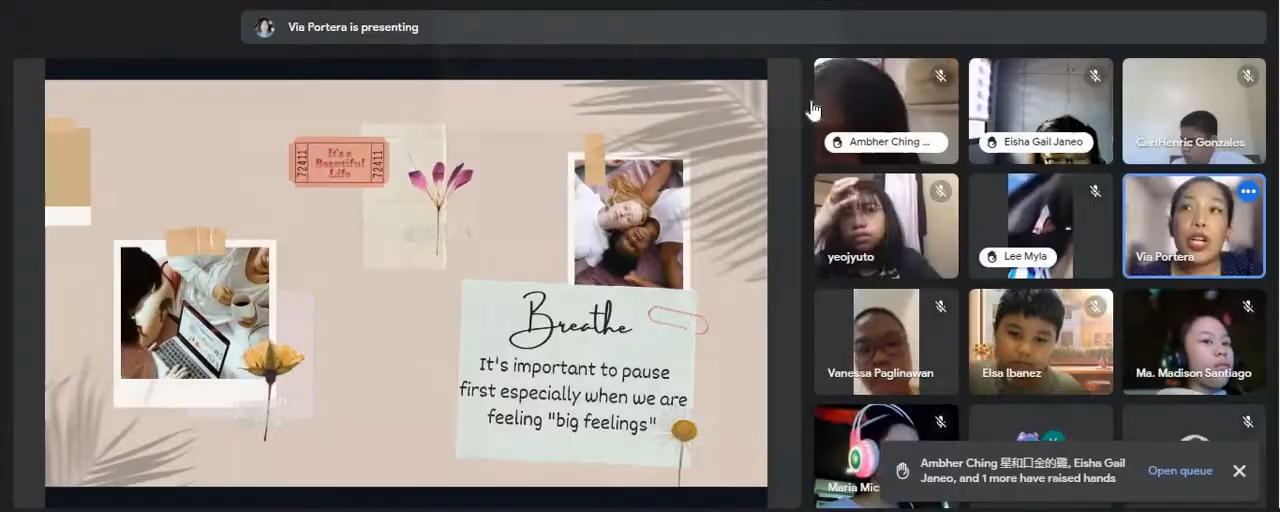 Via Portera is presenting
72411
It's a
Beautiful
Life
72411
Breathe
It's important to pause
first especially when we are
feeling "big feelings"
Ambher Ching ...
Eisha Gail Janeo
CarlHenric Gonzales
yeojyuto
Lee Myla
Via Portera
Vanessa Paglinawan
Elsa Ibanez
Ma. Madison Santiago
Maria Mic
Ambher Ching 星和口金的雞, Eisha Gail
Janeo, and 1 more have raised hands
Open queue